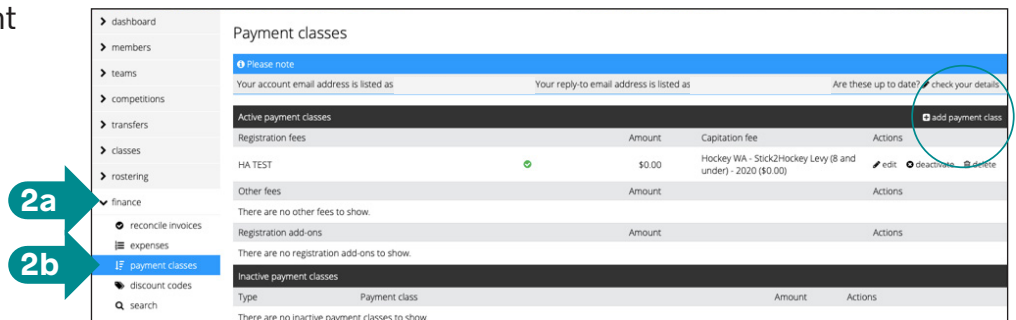 nt
dashboard
members
teams
competitions
transfers
classes
rostering
2a
finance
reconcile invoices
expenses
2b
payment classes
discount codes
search
Payment classes
Please note
Your account email address is listed as Your reply-to email address is listed as Are these up to date? check your details
Active payment classes add payment class
Registration fees Amount Capitation fee Actions
HA TEST $0.00 Hockey WA - Stick2Hockey Levy (8 and under) - 2020 ($0.00) edit deactivate delete
Other fees Amount Actions
There are no other fees to show.
Registration add-ons Amount Actions
There are no registration add-ons to show.
Inactive payment classes
Type Payment class Amount Actions
There are no inactive payment classes to show